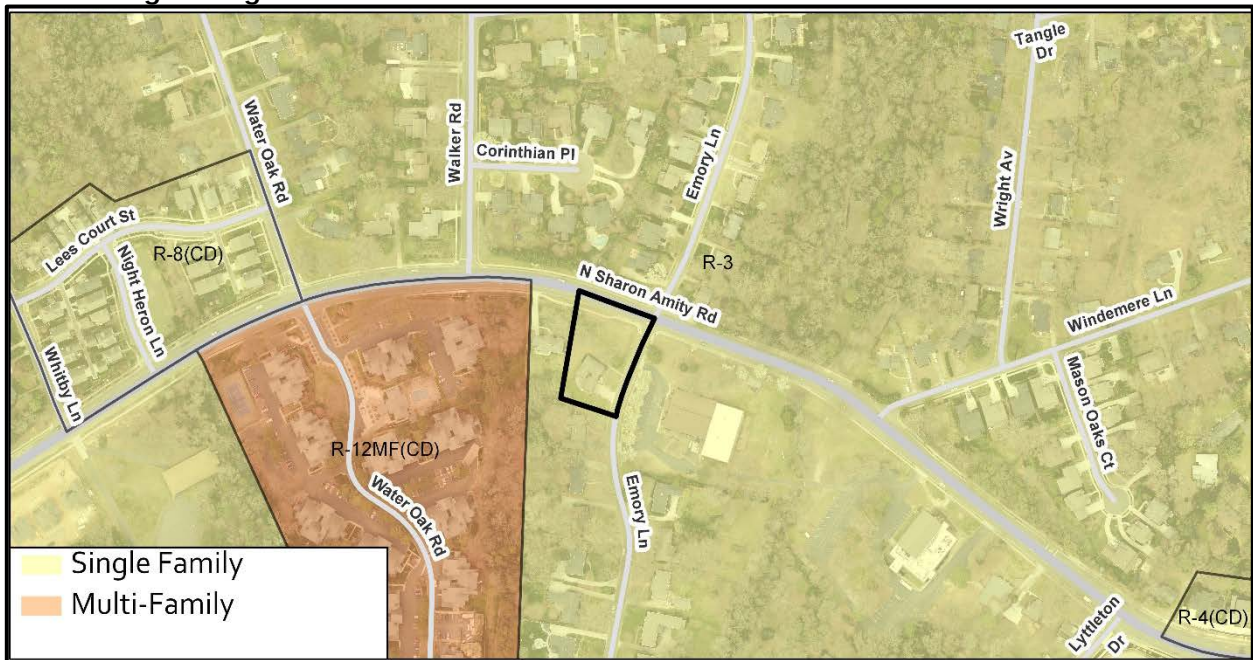 Tangle
Dr
Water Oak Rd
Walker Rd
Corinthian Pl
Emory Ln
Wright Av
Lees Court St
R-8(CD)
Night Heron Ln
R-3
N Sharon Amity Rd
Windemere Ln
Whitby Ln
Mason Oaks Ct
R-12MF(CD)
Water Oak Rd
Emory Ln
Single Family
Multi-Family
Lyttleton
Dr
R-4(CD)